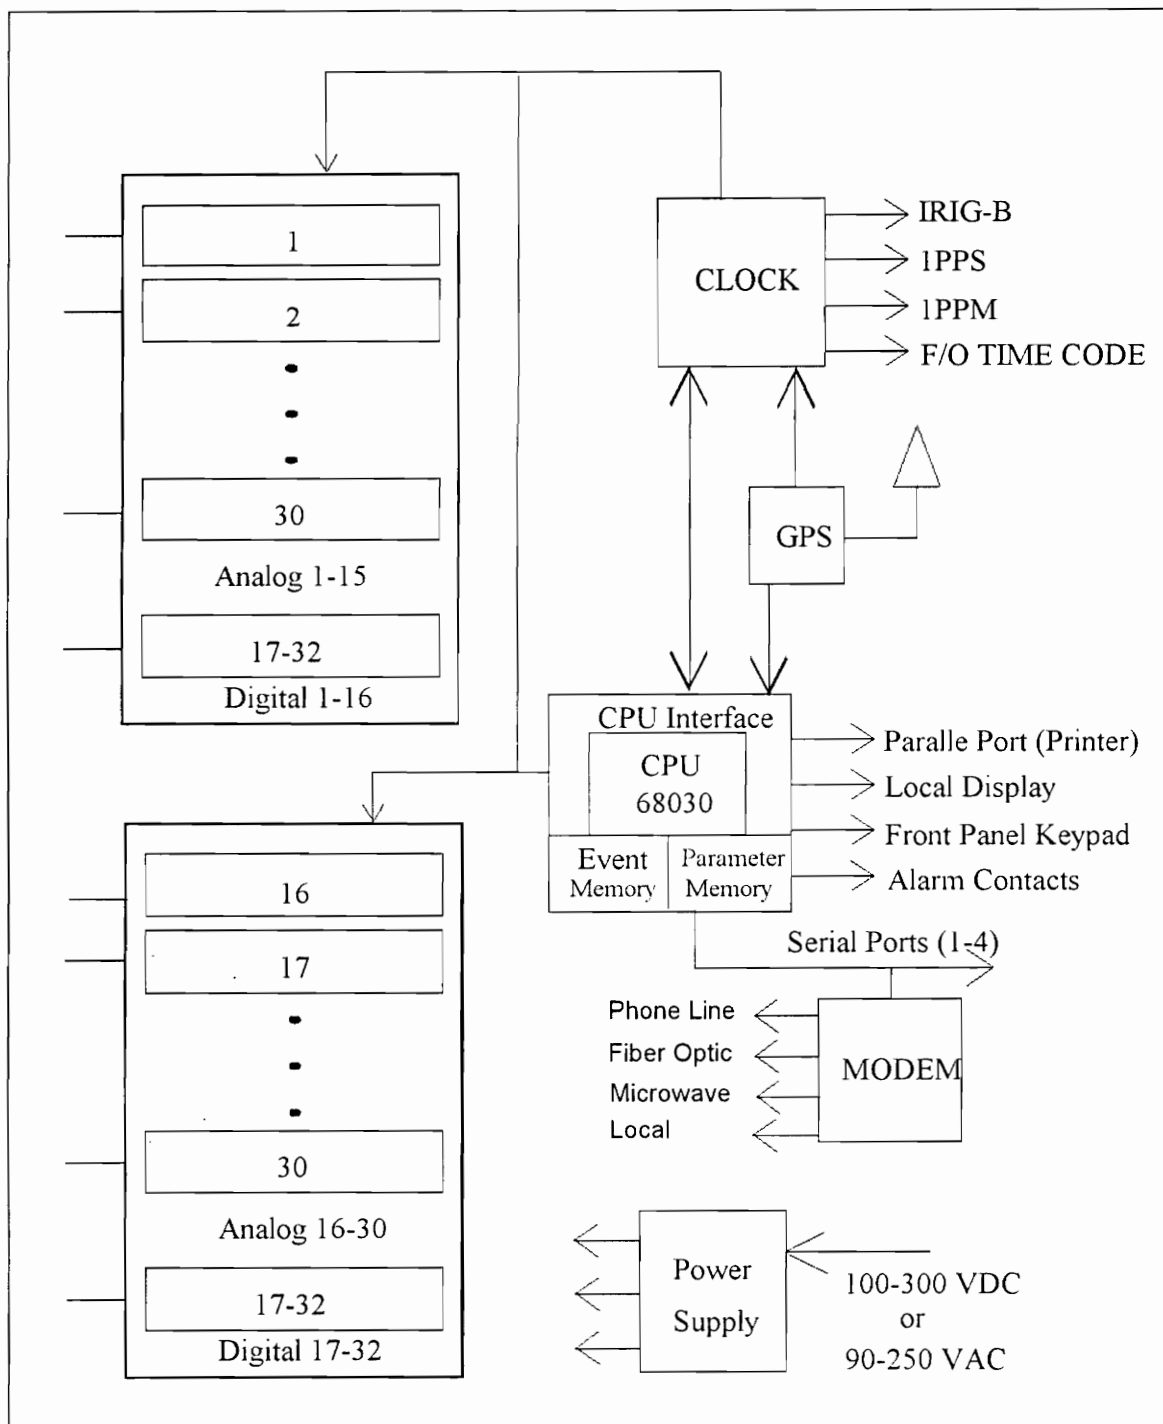 1
2
30
Analog 1-15
17-32
Digital 1-16
CLOCK
IRIG-B
1PPS
1PPM
F/O TIME CODE
GPS
CPU Interface
CPU
68030
Event
Memory
Parameter
Memory
Paralle Port (Printer)
Local Display
Front Panel Keypad
Alarm Contacts
Serial Ports (1-4)
16
17
30
Analog 16-30
17-32
Digital 17-32
Phone Line
Fiber Optic
Microwave
Local
MODEM
Power
Supply
100-300 VDC
or
90-250 VAC